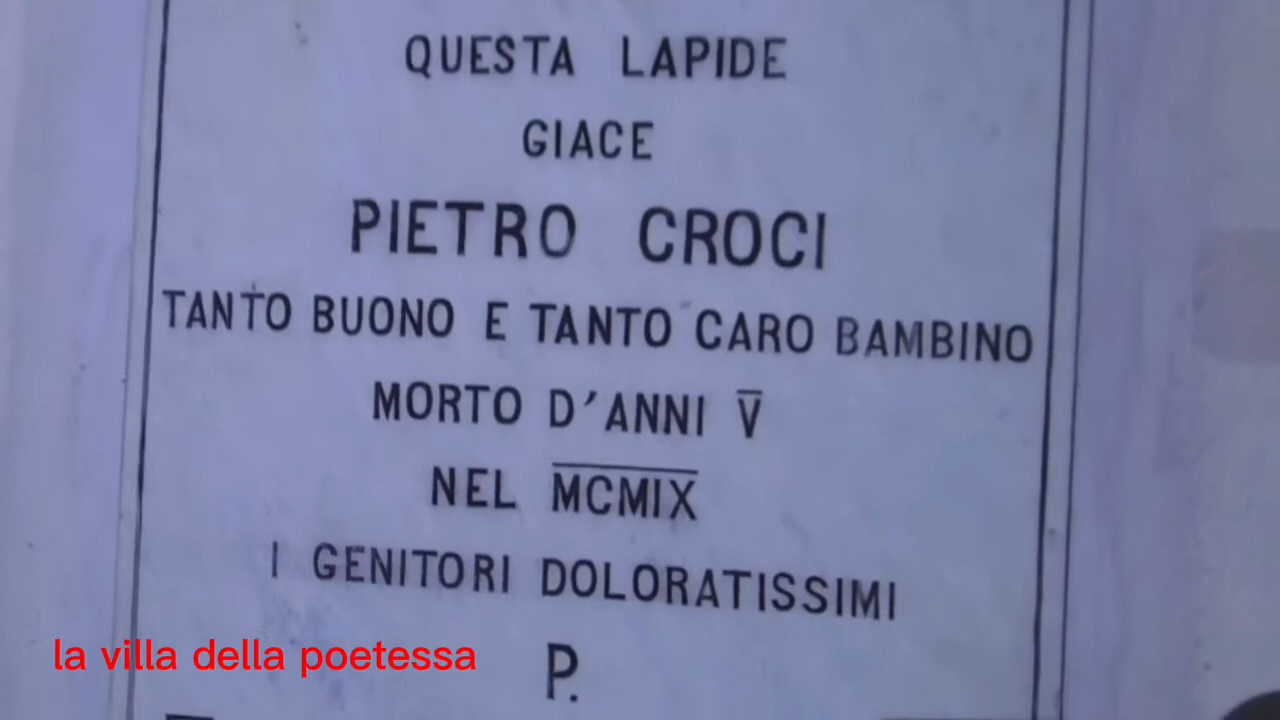 QUESTA LAPIDE
GIACE
PIETRO CROCI
TANTO BUONO E TANTO CARO BAMBINO
MORTO D'ANNI V̅
NEL M̅C̅M̅I̅X̅
I GENITORI DOLORATISSIMI
P.
la villa della poetessa